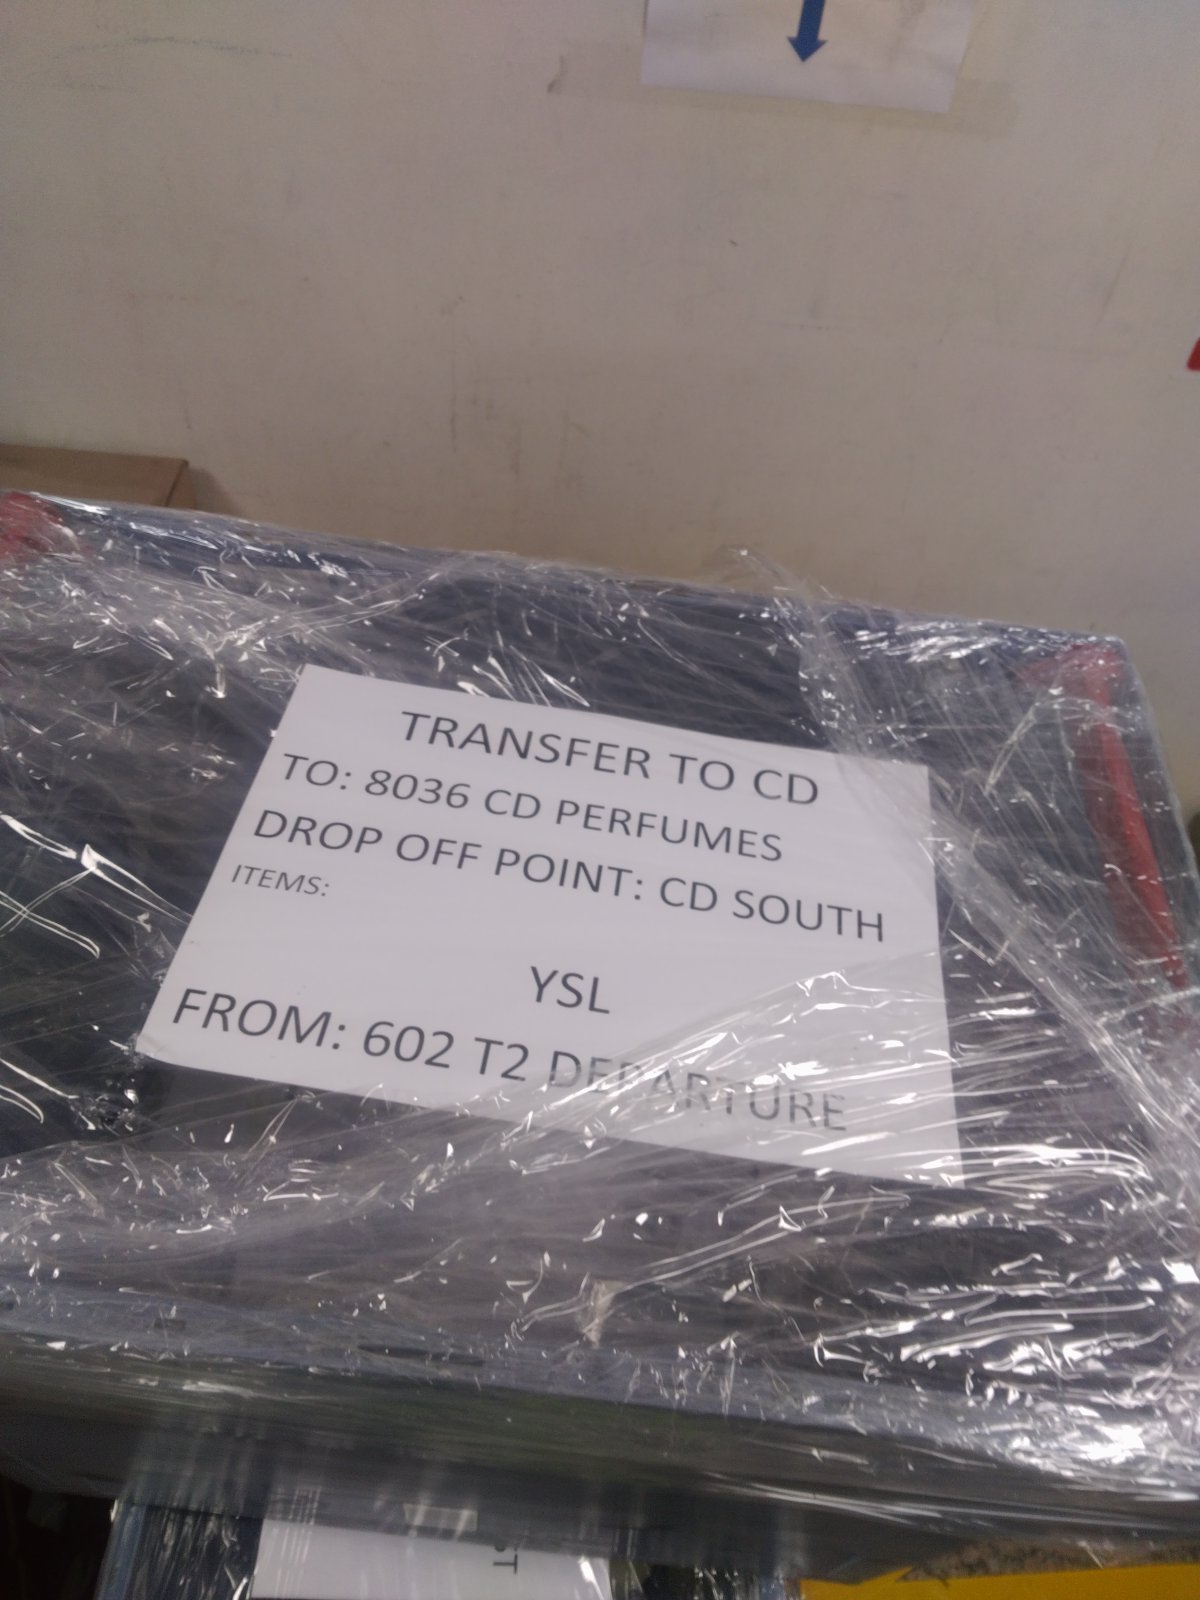 TRANSFER TO CD
TO: 8036 CD PERFUMES
DROP OFF POINT: CD SOUTH
ITEMS:
YSL
FROM: 602 T2 DEPARTURE